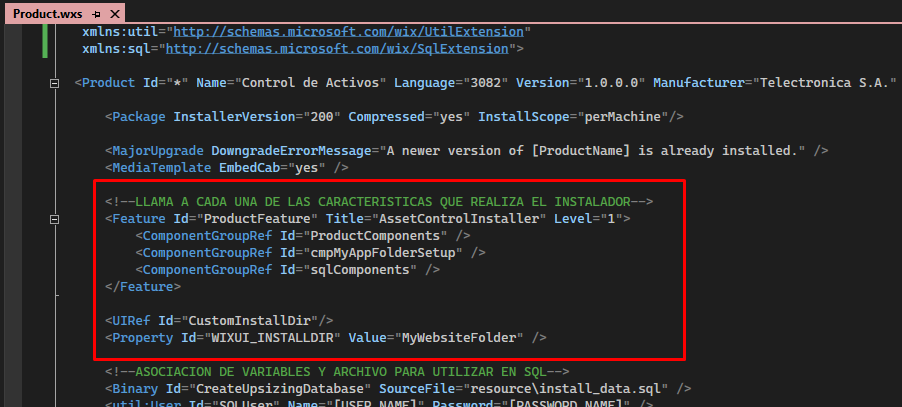 Product.wxs
xmlns:util="http://schemas.microsoft.com/wix/UtilExtension"
xmlns:sql="http://schemas.microsoft.com/wix/SqlExtension">
<Product Id="*" Name="Control de Activos" Language="3082" Version="1.0.0.0" Manufacturer="Telectronica S.A."
<Package InstallerVersion="200" Compressed="yes" InstallScope="perMachine"/>
<MajorUpgrade DowngradeErrorMessage="A newer version of [ProductName] is already installed." />
<MediaTemplate EmbedCab="yes" />
<!--LLAMA A CADA UNA DE LAS CARACTERISTICAS QUE REALIZA EL INSTALADOR-->
<Feature Id="ProductFeature" Title="AssetControlInstaller" Level="1">
<ComponentGroupRef Id="ProductComponents" />
<ComponentGroupRef Id="cmpMyAppFolderSetup" />
<ComponentGroupRef Id="sqlComponents" />
</Feature>
<UIRef Id="CustomInstallDir"/>
<Property Id="WIXUI_INSTALLDIR" Value="MyWebsiteFolder" />
<!--ASOCIACION DE VARIABLES Y ARCHIVO PARA UTILIZAR EN SQL-->
<Binary Id="CreateUpsizingDatabase" SourceFile="resource\install_data.sql" />
<util:User Id="SQLUser" Name="[USER_NAME]" Password="[PASSWORD_NAME]" />